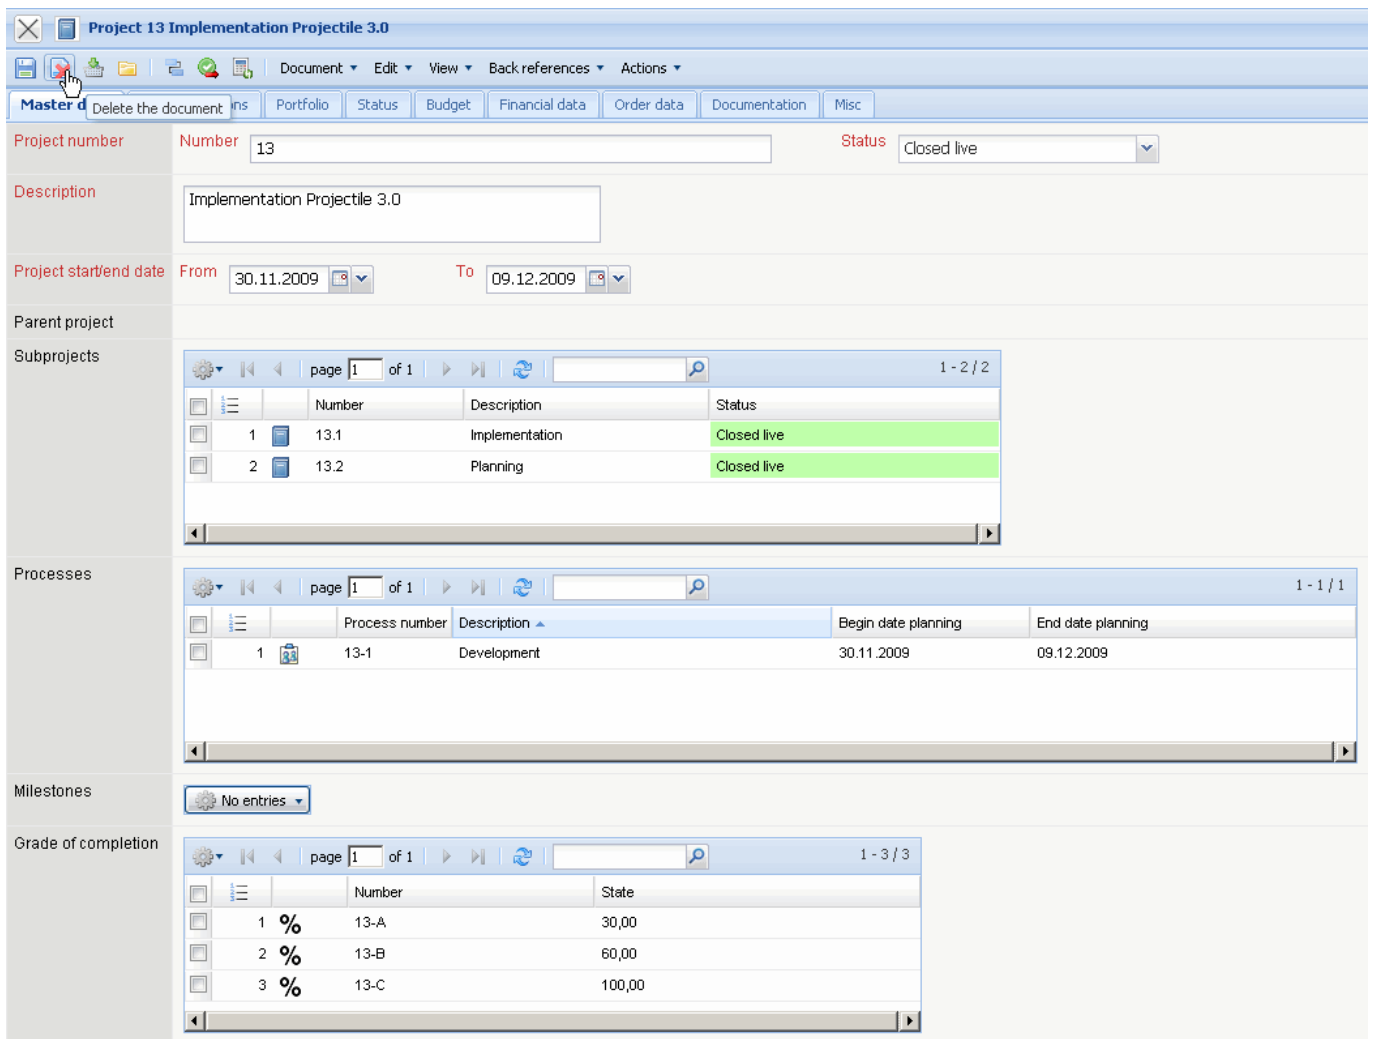 Project 13 Implementation Projectile 3.0
Document Edit View Back references Actions
Master d Delete the document ns Portfolio Status Budget Financial data Order data Documentation Misc
Project number Number 13 Status Closed live
Description Implementation Projectile 3.0
Project start/end date From 30.11.2009 To 09.12.2009
Parent project
Subprojects page 1 of 1 1 - 2 / 2
Number Description Status
1 13.1 Implementation Closed live
2 13.2 Planning Closed live
Processes page 1 of 1 1 - 1 / 1
Process number Description Begin date planning End date planning
1 13-1 Development 30.11.2009 09.12.2009
Milestones No entries
Grade of completion page 1 of 1 1 - 3 / 3
Number State
1 % 13-A 30,00
2 % 13-B 60,00
3 % 13-C 100,00